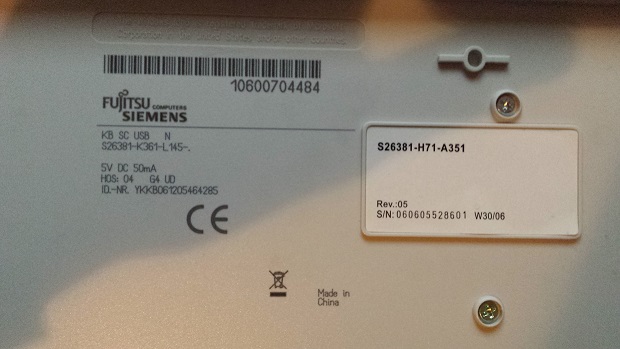 10600704484
FUJITSU COMPUTERS
SIEMENS
KB SC USB N
S26381-K361-L145-.
5V DC 50mA
HOS: 04 G4 UD
ID.-NR. YKKB061205464285
CE
Made in
China
S26381-H71-A351
Rev.:05
S/N: 060605528601 W30/06